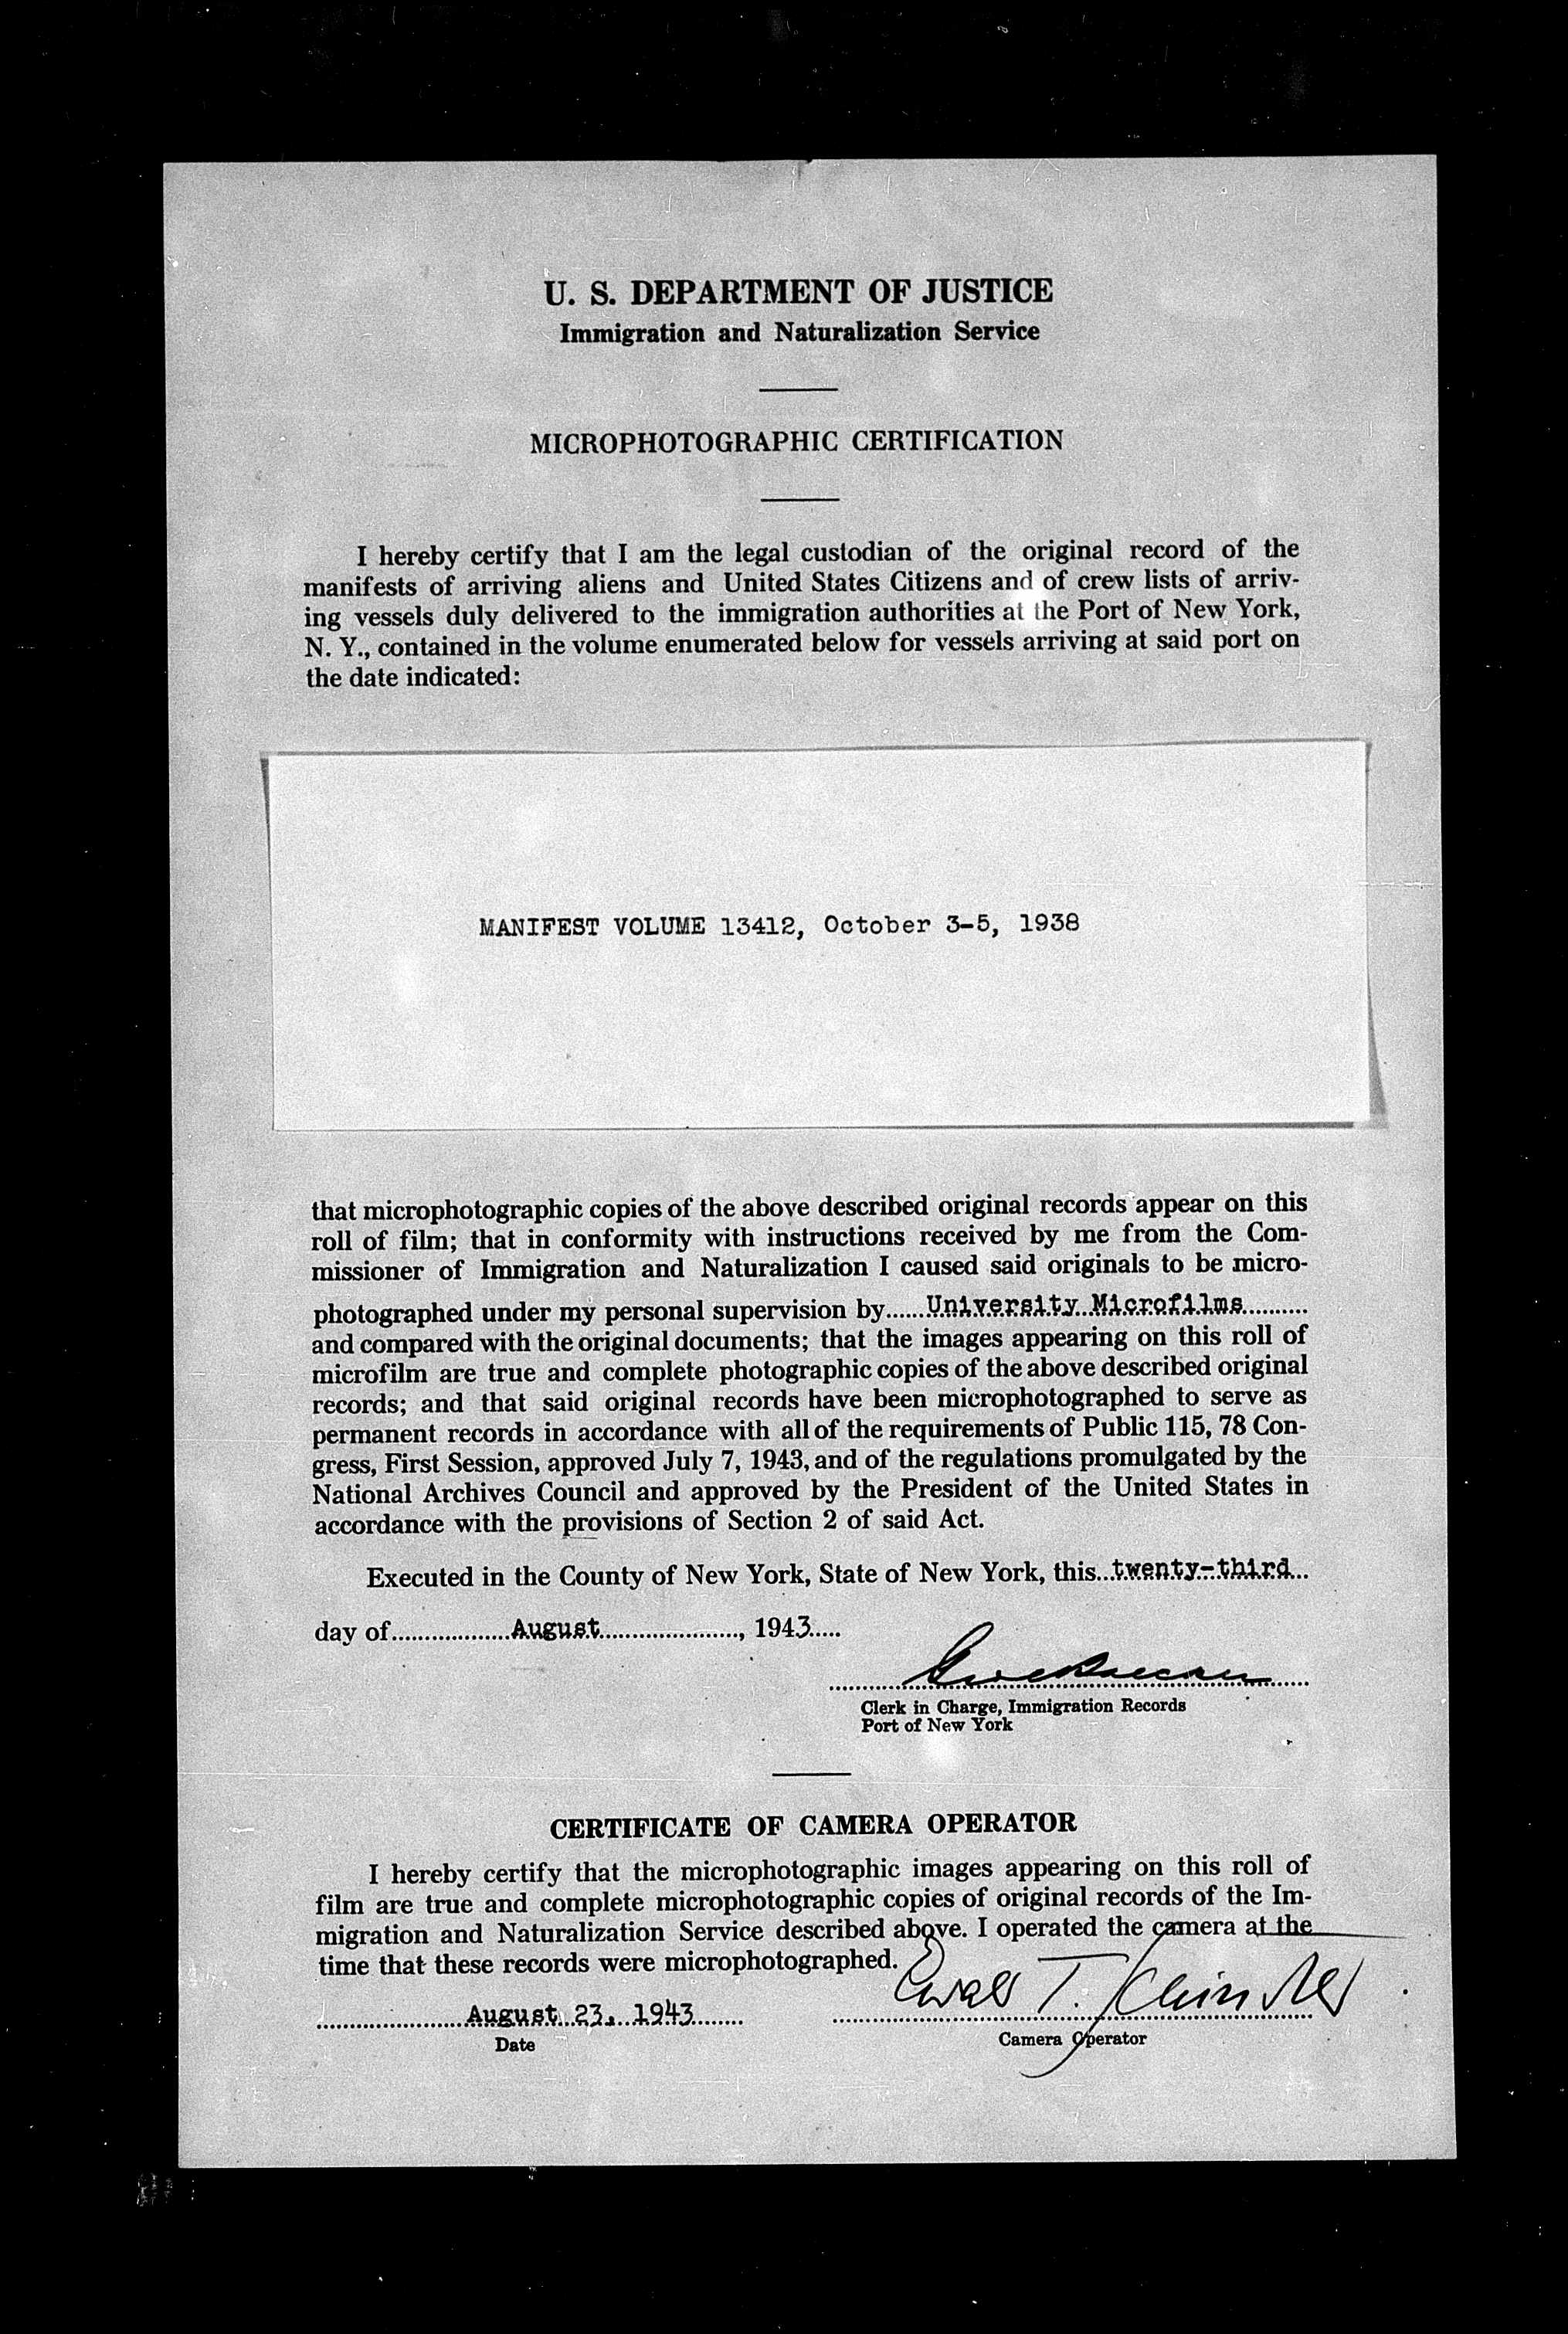 U. S. DEPARTMENT OF JUSTICE
Immigration and Naturalization Service
MICROPHOTOGRAPHIC CERTIFICATION
I hereby certify that I am the legal custodian of the original record of the
manifests of arriving aliens and United States Citizens and of crew lists of arriv-
ing vessels duly delivered to the immigration authorities at the Port of New York,
N. Y., contained in the volume enumerated below for vessels arriving at said port on
the date indicated:
MANIFEST VOLUME 13412, October 3-5, 1938
that microphotographic copies of the above described original records appear on this
roll of film; that in conformity with instructions received by me from the Com-
missioner of Immigration and Naturalization I caused said originals to be micro-
photographed under my personal supervision by......University Microfilms..........
and compared with the original documents; that the images appearing on this roll of
microfilm are true and complete photographic copies of the above described original
records; and that said original records have been microphotographed to serve as
permanent records in accordance with all of the requirements of Public 115, 78 Con-
gress, First Session, approved July 7, 1943, and of the regulations promulgated by the
National Archives Council and approved by the President of the United States in
accordance with the provisions of Section 2 of said Act.
Executed in the County of New York, State of New York, this...twenty-third...
day of..................August....................., 1943.....
Clerk in Charge, Immigration Records
Port of New York
CERTIFICATE OF CAMERA OPERATOR
I hereby certify that the microphotographic images appearing on this roll of
film are true and complete microphotographic copies of original records of the Im-
migration and Naturalization Service described above. I operated the camera at the
time that these records were microphotographed.
August 23, 1943
T.
Date
Camera Operator